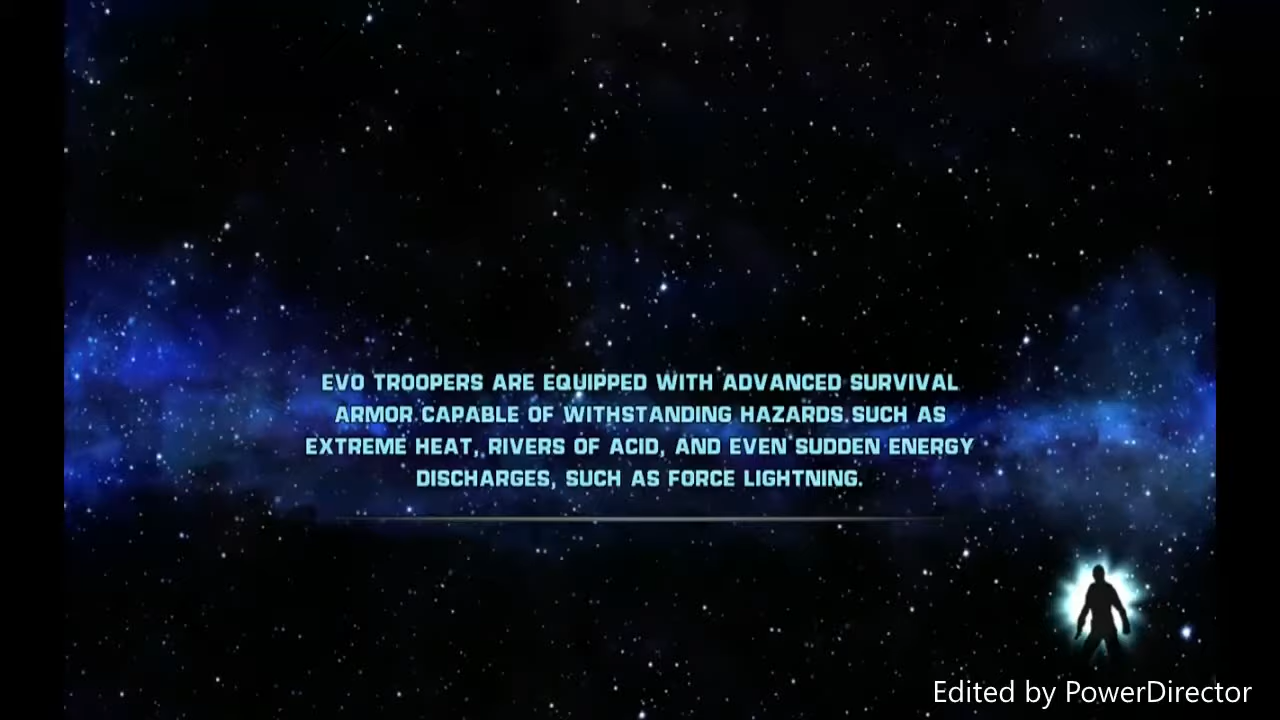 EVO TROOPERS ARE EQUIPPED WITH ADVANCED SURVIVAL
ARMOR CAPABLE OF WITHSTANDING HAZARDS SUCH AS
EXTREME HEAT, RIVERS OF ACID, AND EVEN SUDDEN ENERGY
DISCHARGES, SUCH AS FORCE LIGHTNING.
Edited by PowerDirector